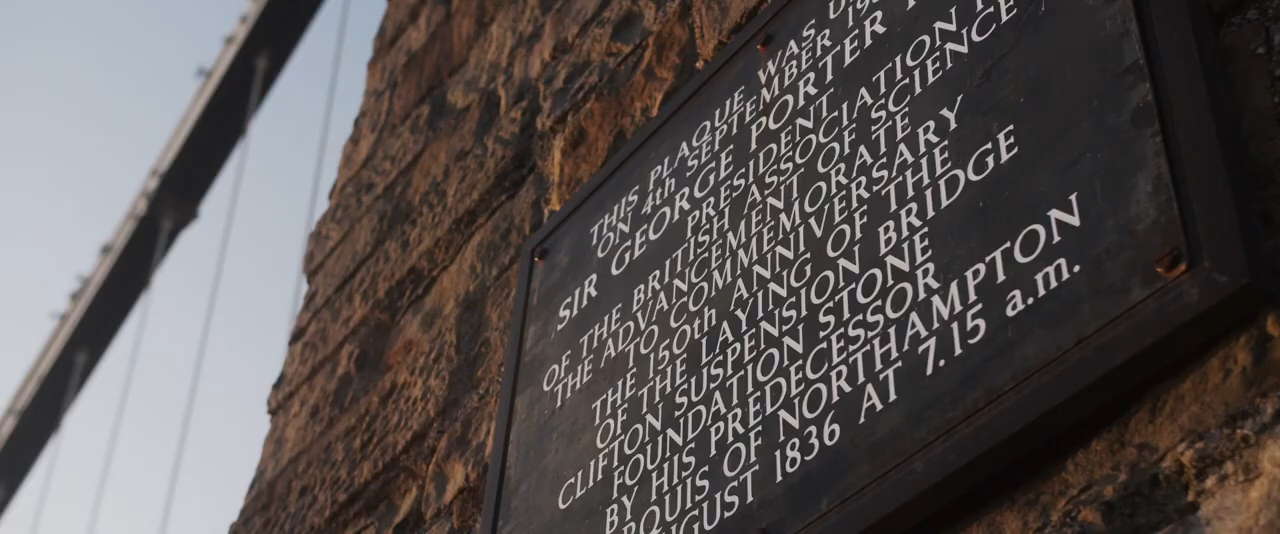 THIS PLAQUE WAS
ON 4th SEPTEMBER
SIR GEORGE PORTER
PRESIDENT
OF THE BRITISH ASSOCIATION
THE ADVANCEMENT OF SCIENCE
TO COMMEMORATE
THE 150th ANNIVERSARY
OF THE LAYING OF THE
CLIFTON SUSPENSION BRIDGE
FOUNDATION STONE
BY HIS PREDECESSOR
OF NORTHAMPTON
1836 AT 7.15 a.m.